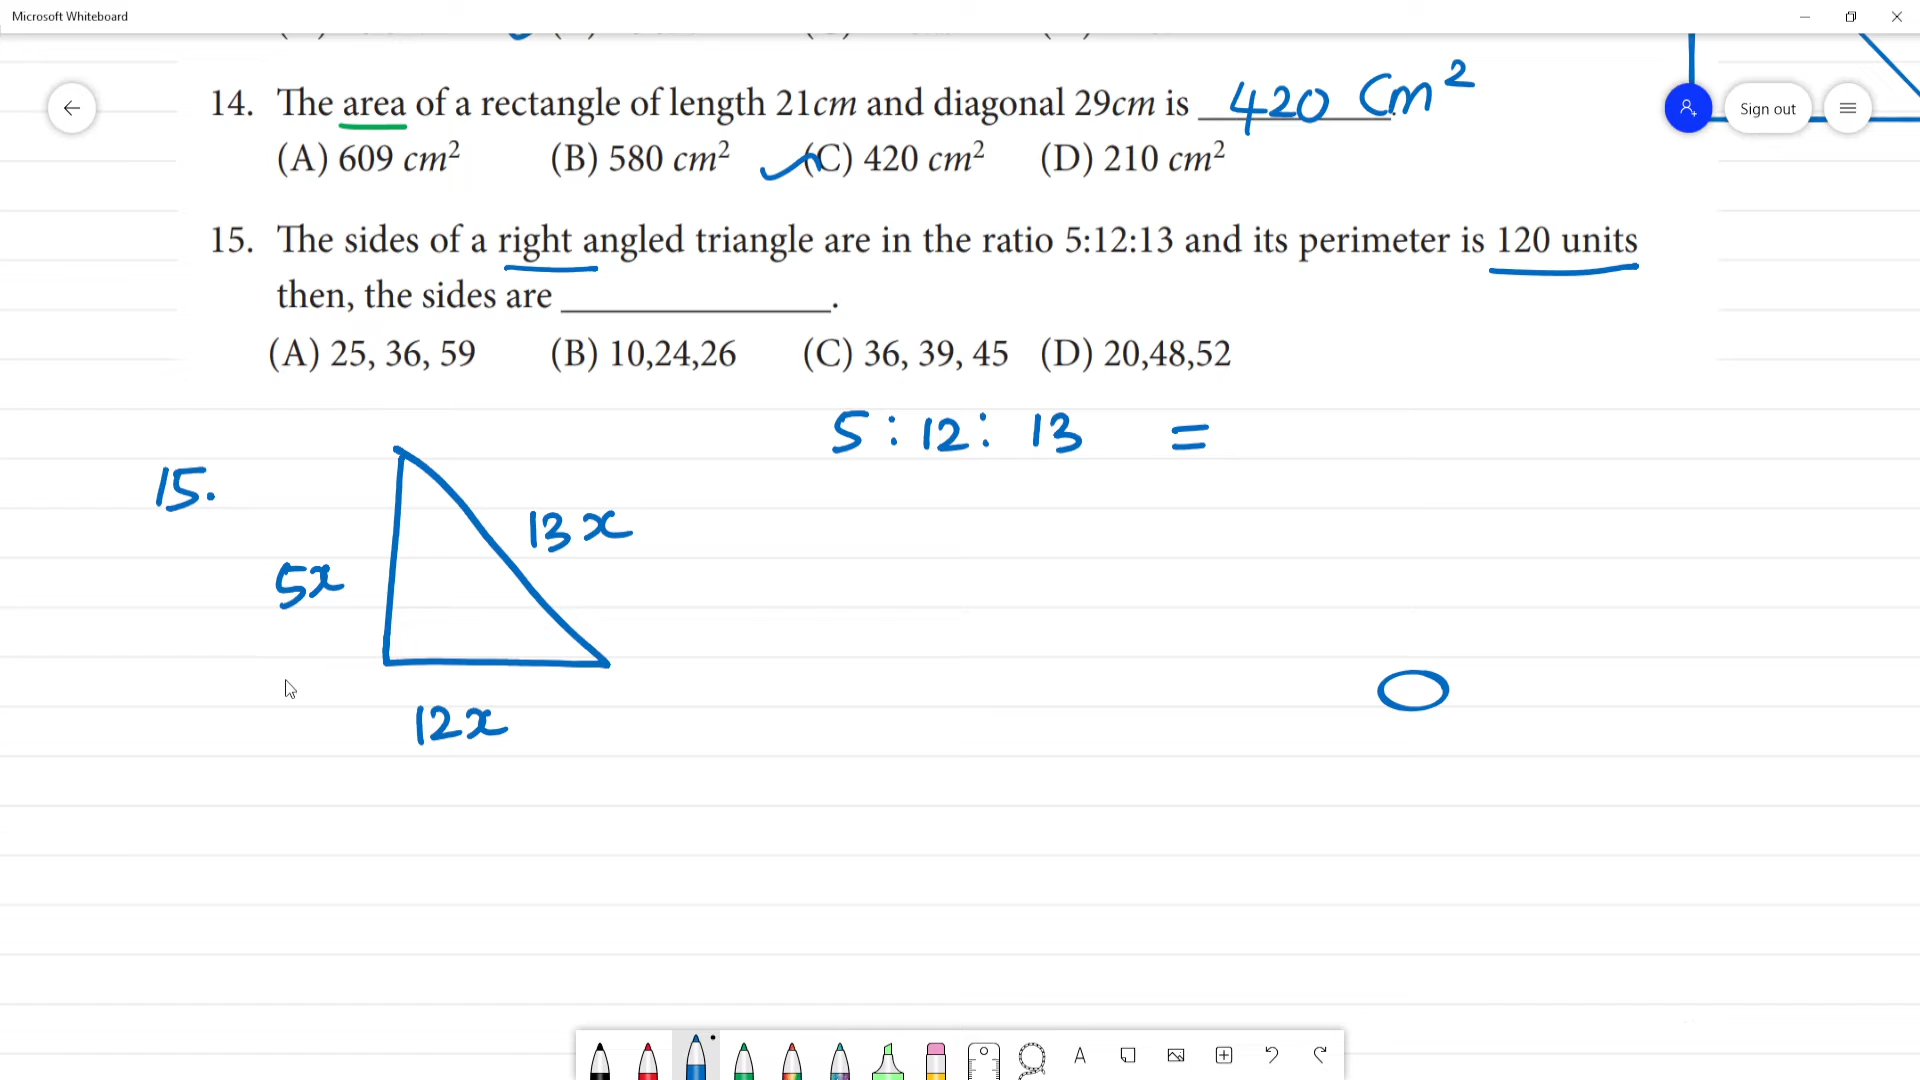 Microsoft Whiteboard
14. The area of a rectangle of length 21cm and diagonal 29cm is 420 cm²
(A) 609 cm² (B) 580 cm² (C) 420 cm² (D) 210 cm²
Sign out
15. The sides of a right angled triangle are in the ratio 5:12:13 and its perimeter is 120 units
then, the sides are ______________.
(A) 25, 36, 59 (B) 10,24,26 (C) 36, 39, 45 (D) 20,48,52
5 : 12 : 13 =
15.
13x
5x
12x